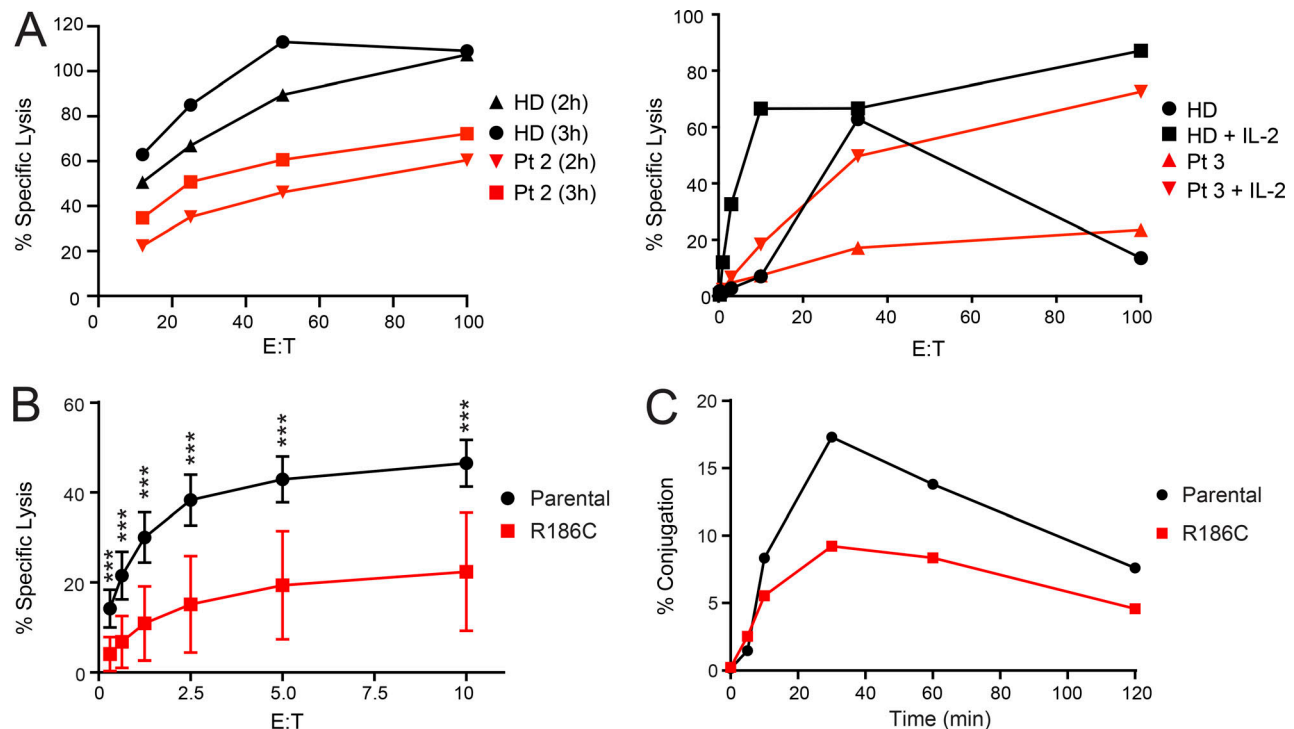 A
% Specific Lysis
120
100
80
60
40
20
0
0 20 40 60 80 100
E:T
HD (2h)
HD (3h)
Pt 2 (2h)
Pt 2 (3h)
% Specific Lysis
100
80
60
40
20
0
0 20 40 60 80 100
E:T
HD
HD + IL-2
Pt 3
Pt 3 + IL-2
B
% Specific Lysis
60
40
20
0
*** *** *** *** *** ***
0 2.5 5.0 7.5 10
E:T
Parental
R186C
C
% Conjugation
20
15
10
5
0
0 20 40 60 80 100 120
Time (min)
Parental
R186C